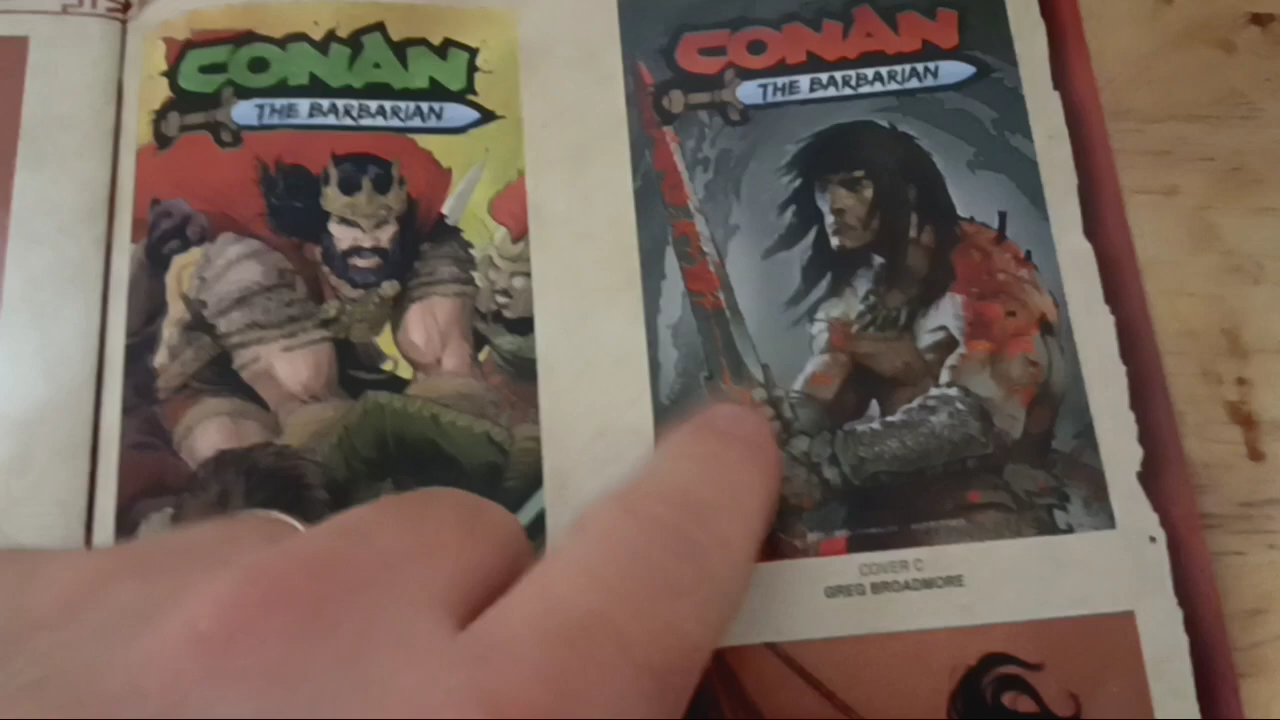 CONAN
THE BARBARIAN
CONAN
THE BARBARIAN
COVER C
GREG BROADMORE